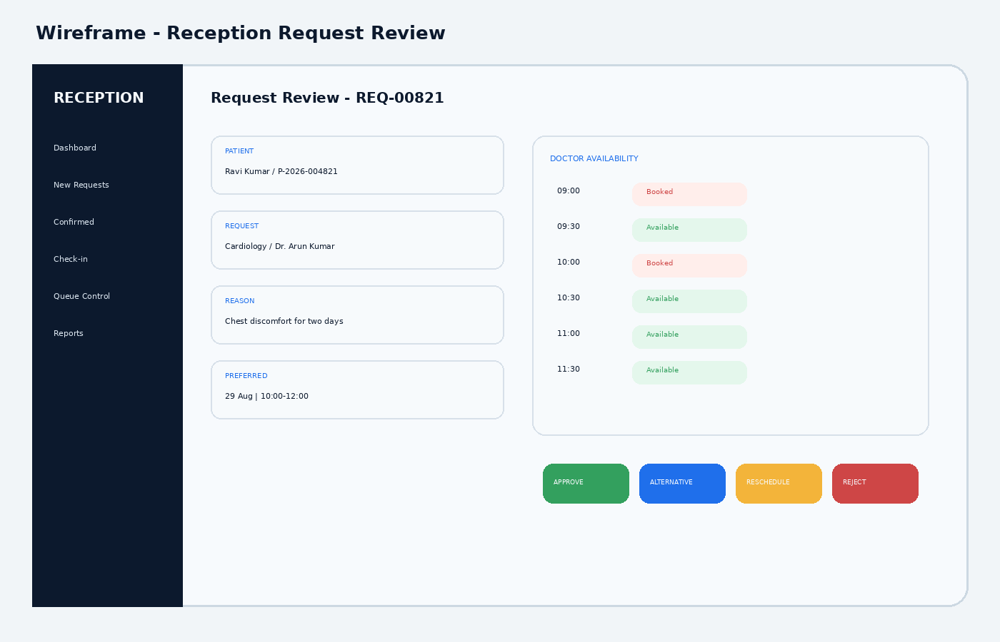 Wireframe - Reception Request Review
RECEPTION
Dashboard
New Requests
Confirmed
Check-in
Queue Control
Reports
Request Review - REQ-00821
PATIENT
Ravi Kumar / P-2026-004821
REQUEST
Cardiology / Dr. Arun Kumar
REASON
Chest discomfort for two days
PREFERRED
29 Aug | 10:00-12:00
DOCTOR AVAILABILITY
09:00 Booked
09:30 Available
10:00 Booked
10:30 Available
11:00 Available
11:30 Available
APPROVE ALTERNATIVE RESCHEDULE REJECT